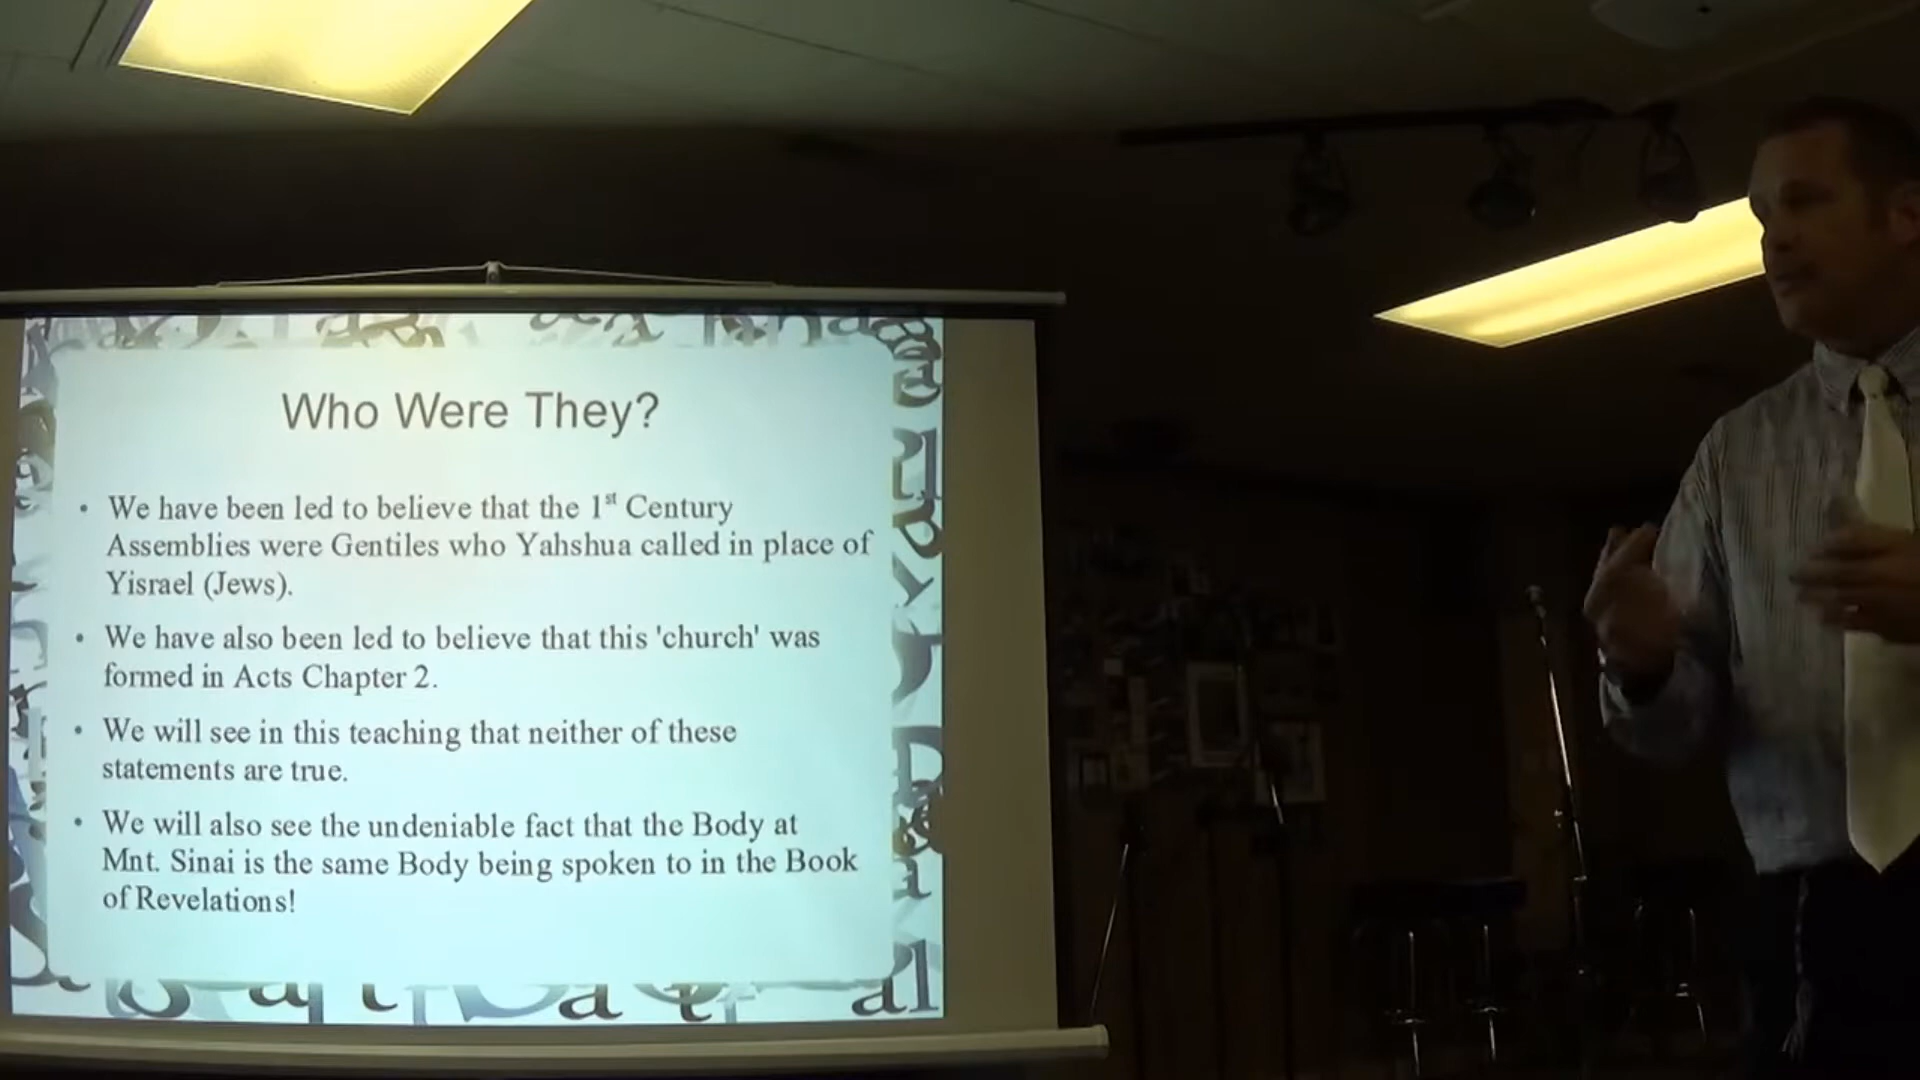 Who Were They?
• We have been led to believe that the 1st Century
Assemblies were Gentiles who Yahshua called in place of
Yisrael (Jews).
• We have also been led to believe that this 'church' was
formed in Acts Chapter 2.
• We will see in this teaching that neither of these
statements are true.
• We will also see the undeniable fact that the Body at
Mnt. Sinai is the same Body being spoken to in the Book
of Revelations!